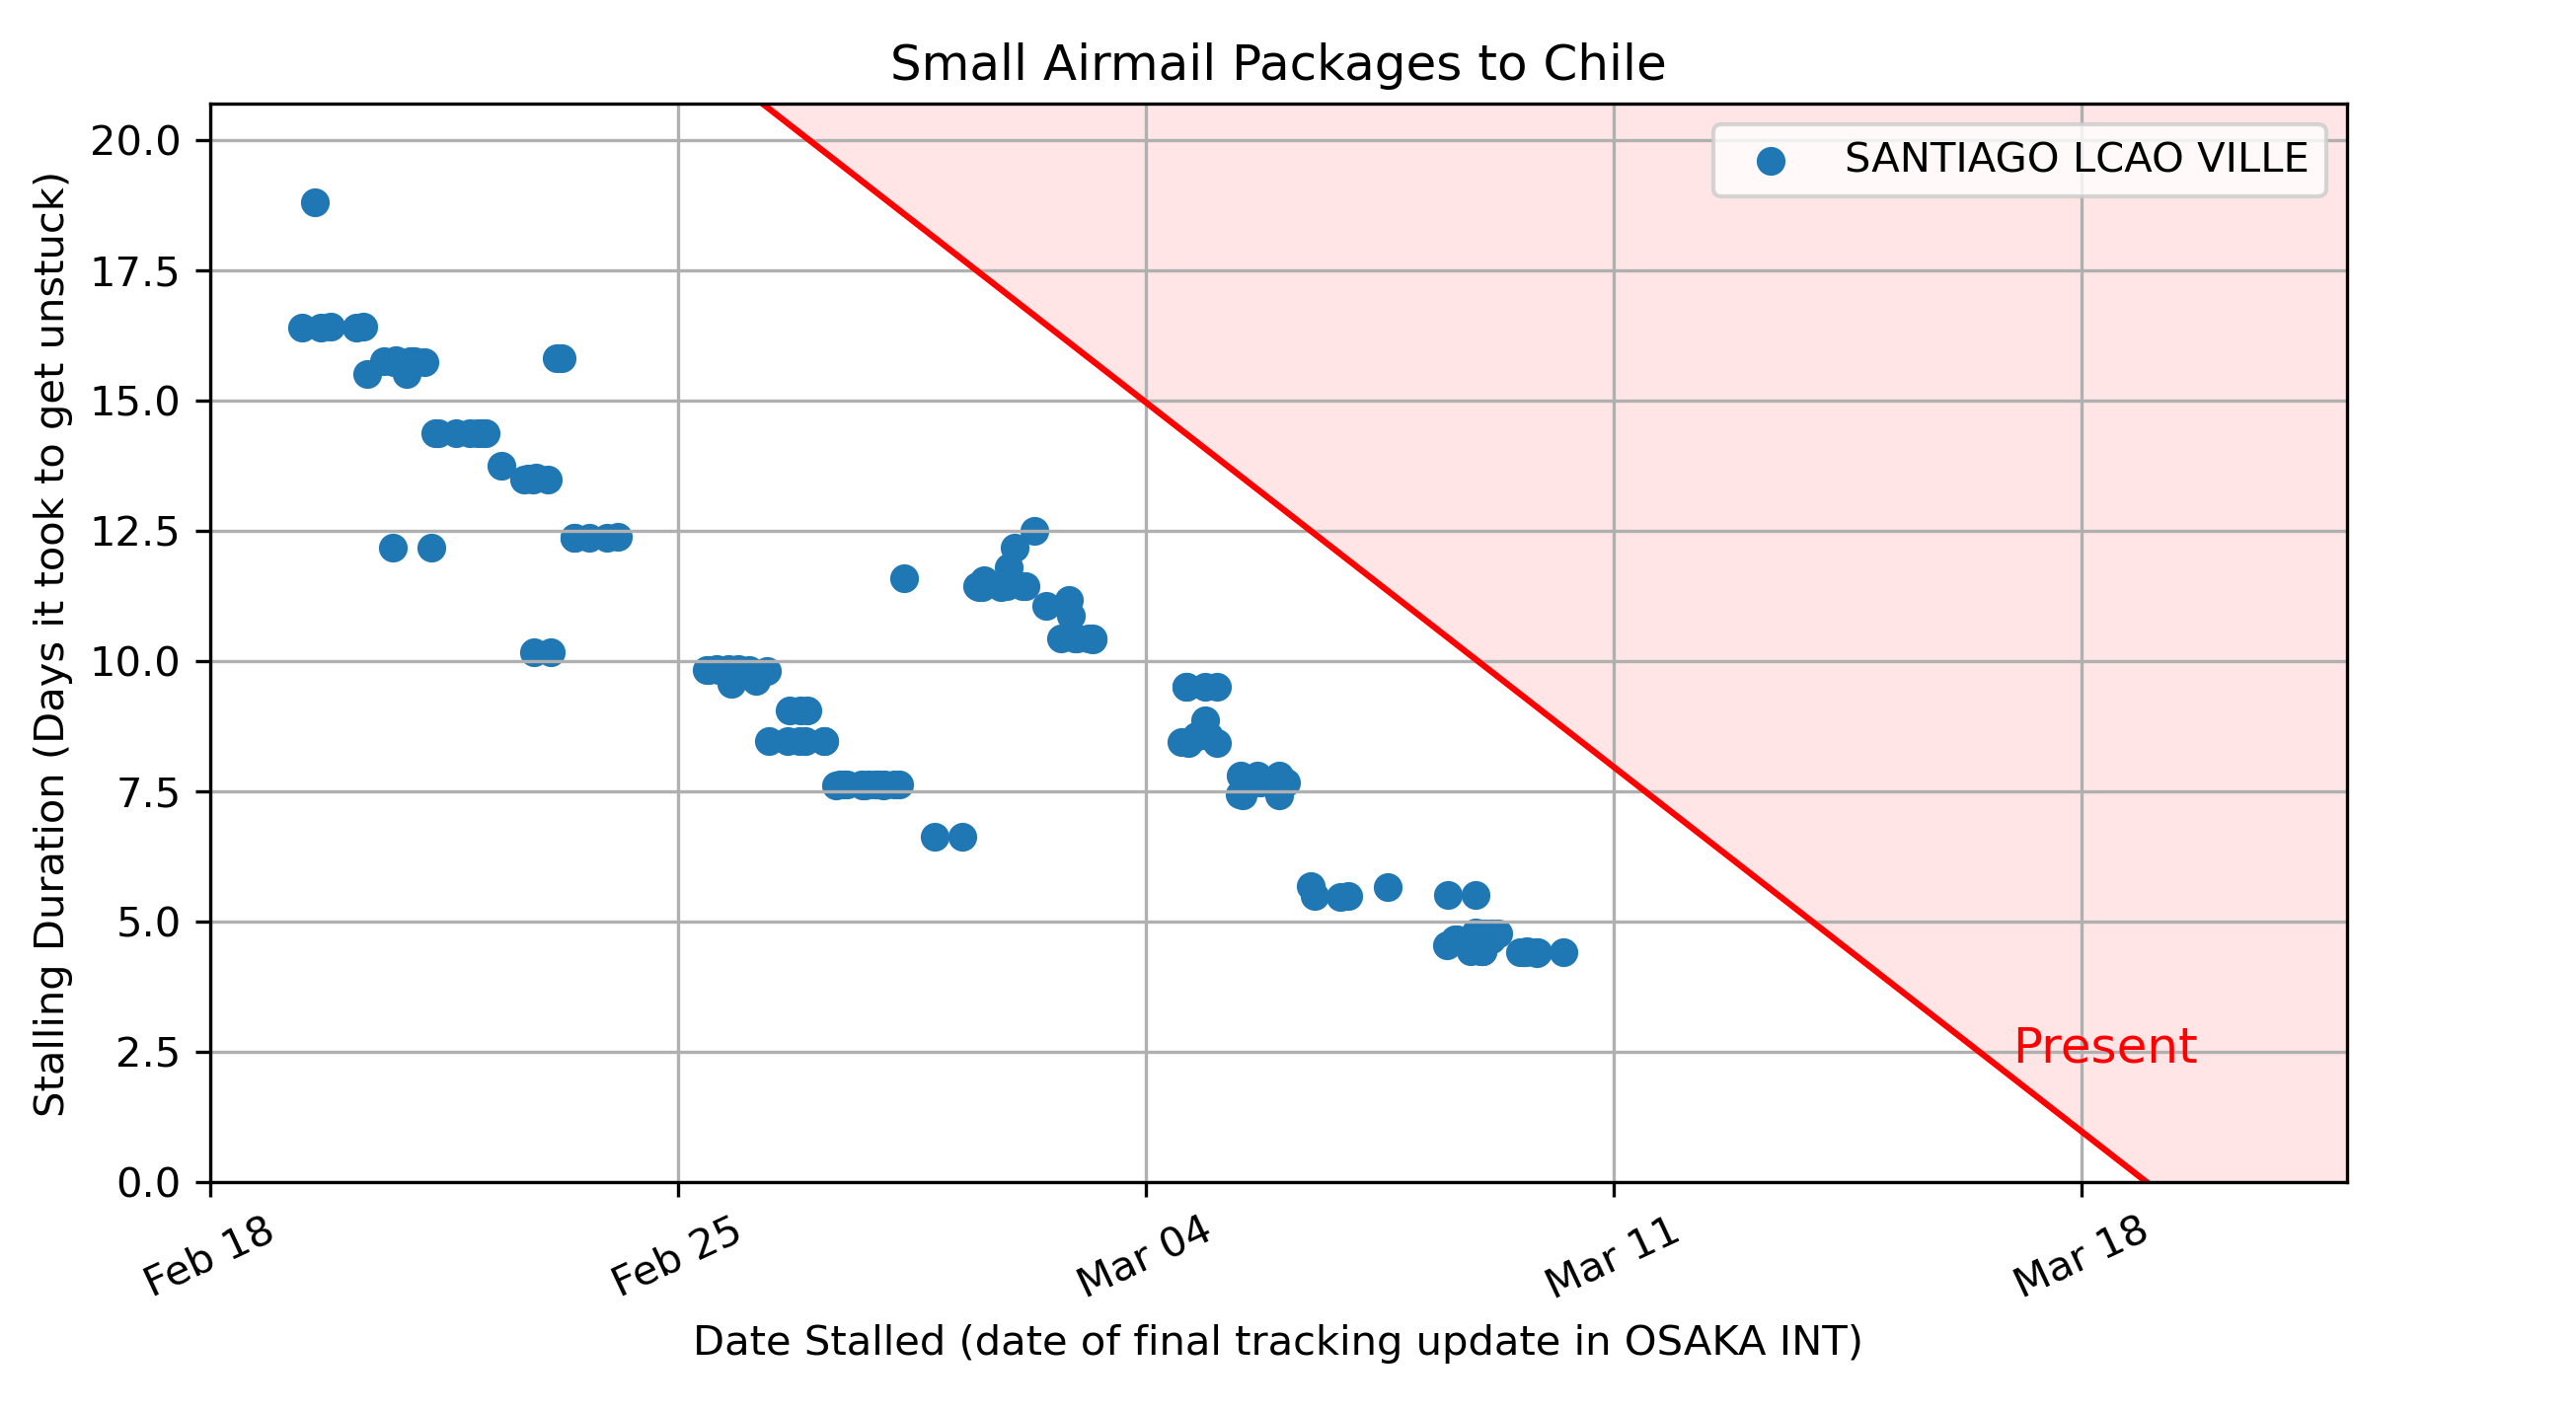 Small Airmail Packages to Chile
SANTIAGO LCAO VILLE
Present
Stalling Duration (Days it took to get unstuck)
20.0
17.5
15.0
12.5
10.0
7.5
5.0
2.5
0.0
Feb 18
Feb 25
Mar 04
Mar 11
Mar 18
Date Stalled (date of final tracking update in OSAKA INT)